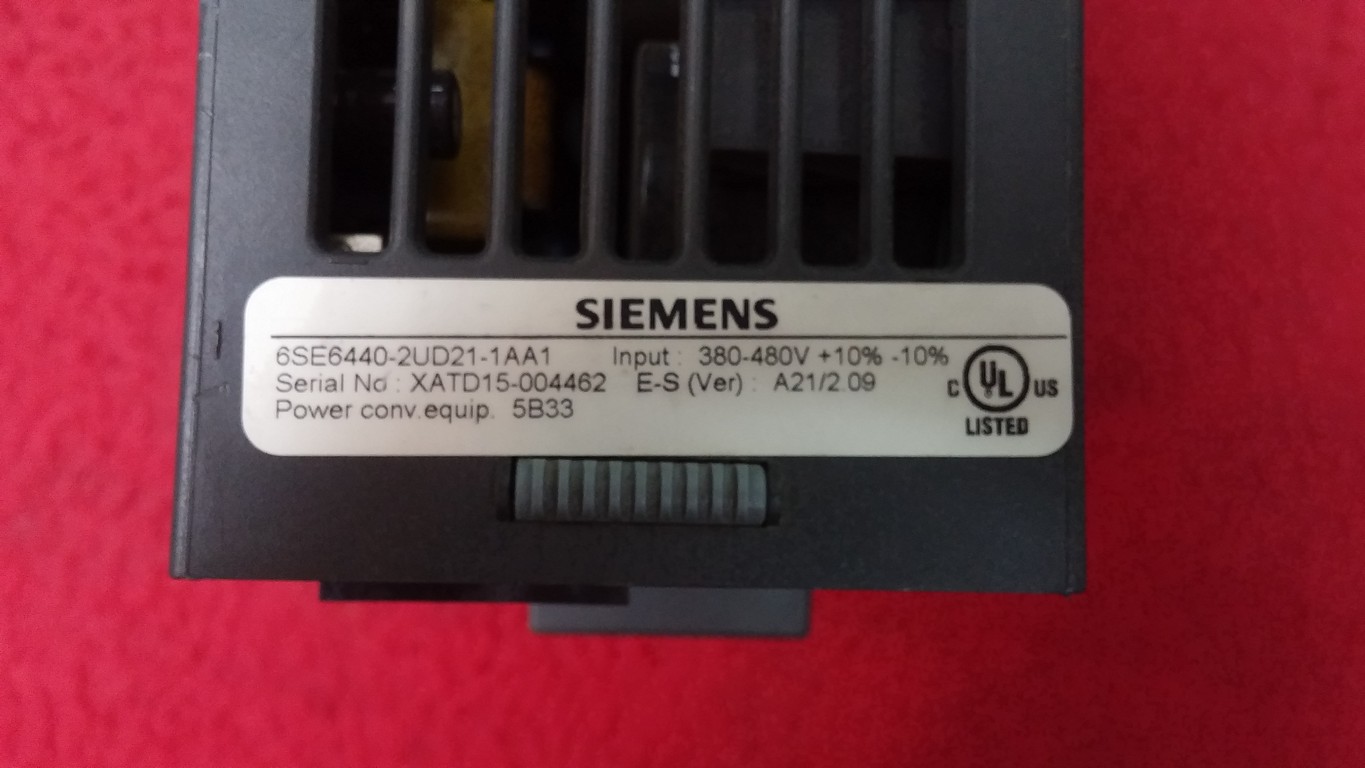 SIEMENS
6SE6440-2UD21-1AA1 Input : 380-480V +10% -10%
Serial No : XATD15-004462 E-S (Ver) : A21/2.09
Power conv.equip. 5B33
C UL US
LISTED